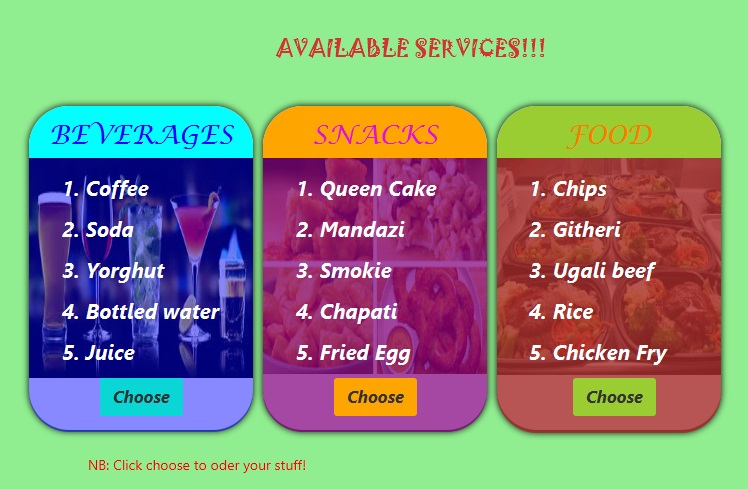 AVAILABLE SERVICES!!!
BEVERAGES
1. Coffee
2. Soda
3. Yorghut
4. Bottled water
5. Juice
Choose
SNACKS
1. Queen Cake
2. Mandazi
3. Smokie
4. Chapati
5. Fried Egg
Choose
FOOD
1. Chips
2. Githeri
3. Ugali beef
4. Rice
5. Chicken Fry
Choose
NB: Click choose to oder your stuff!